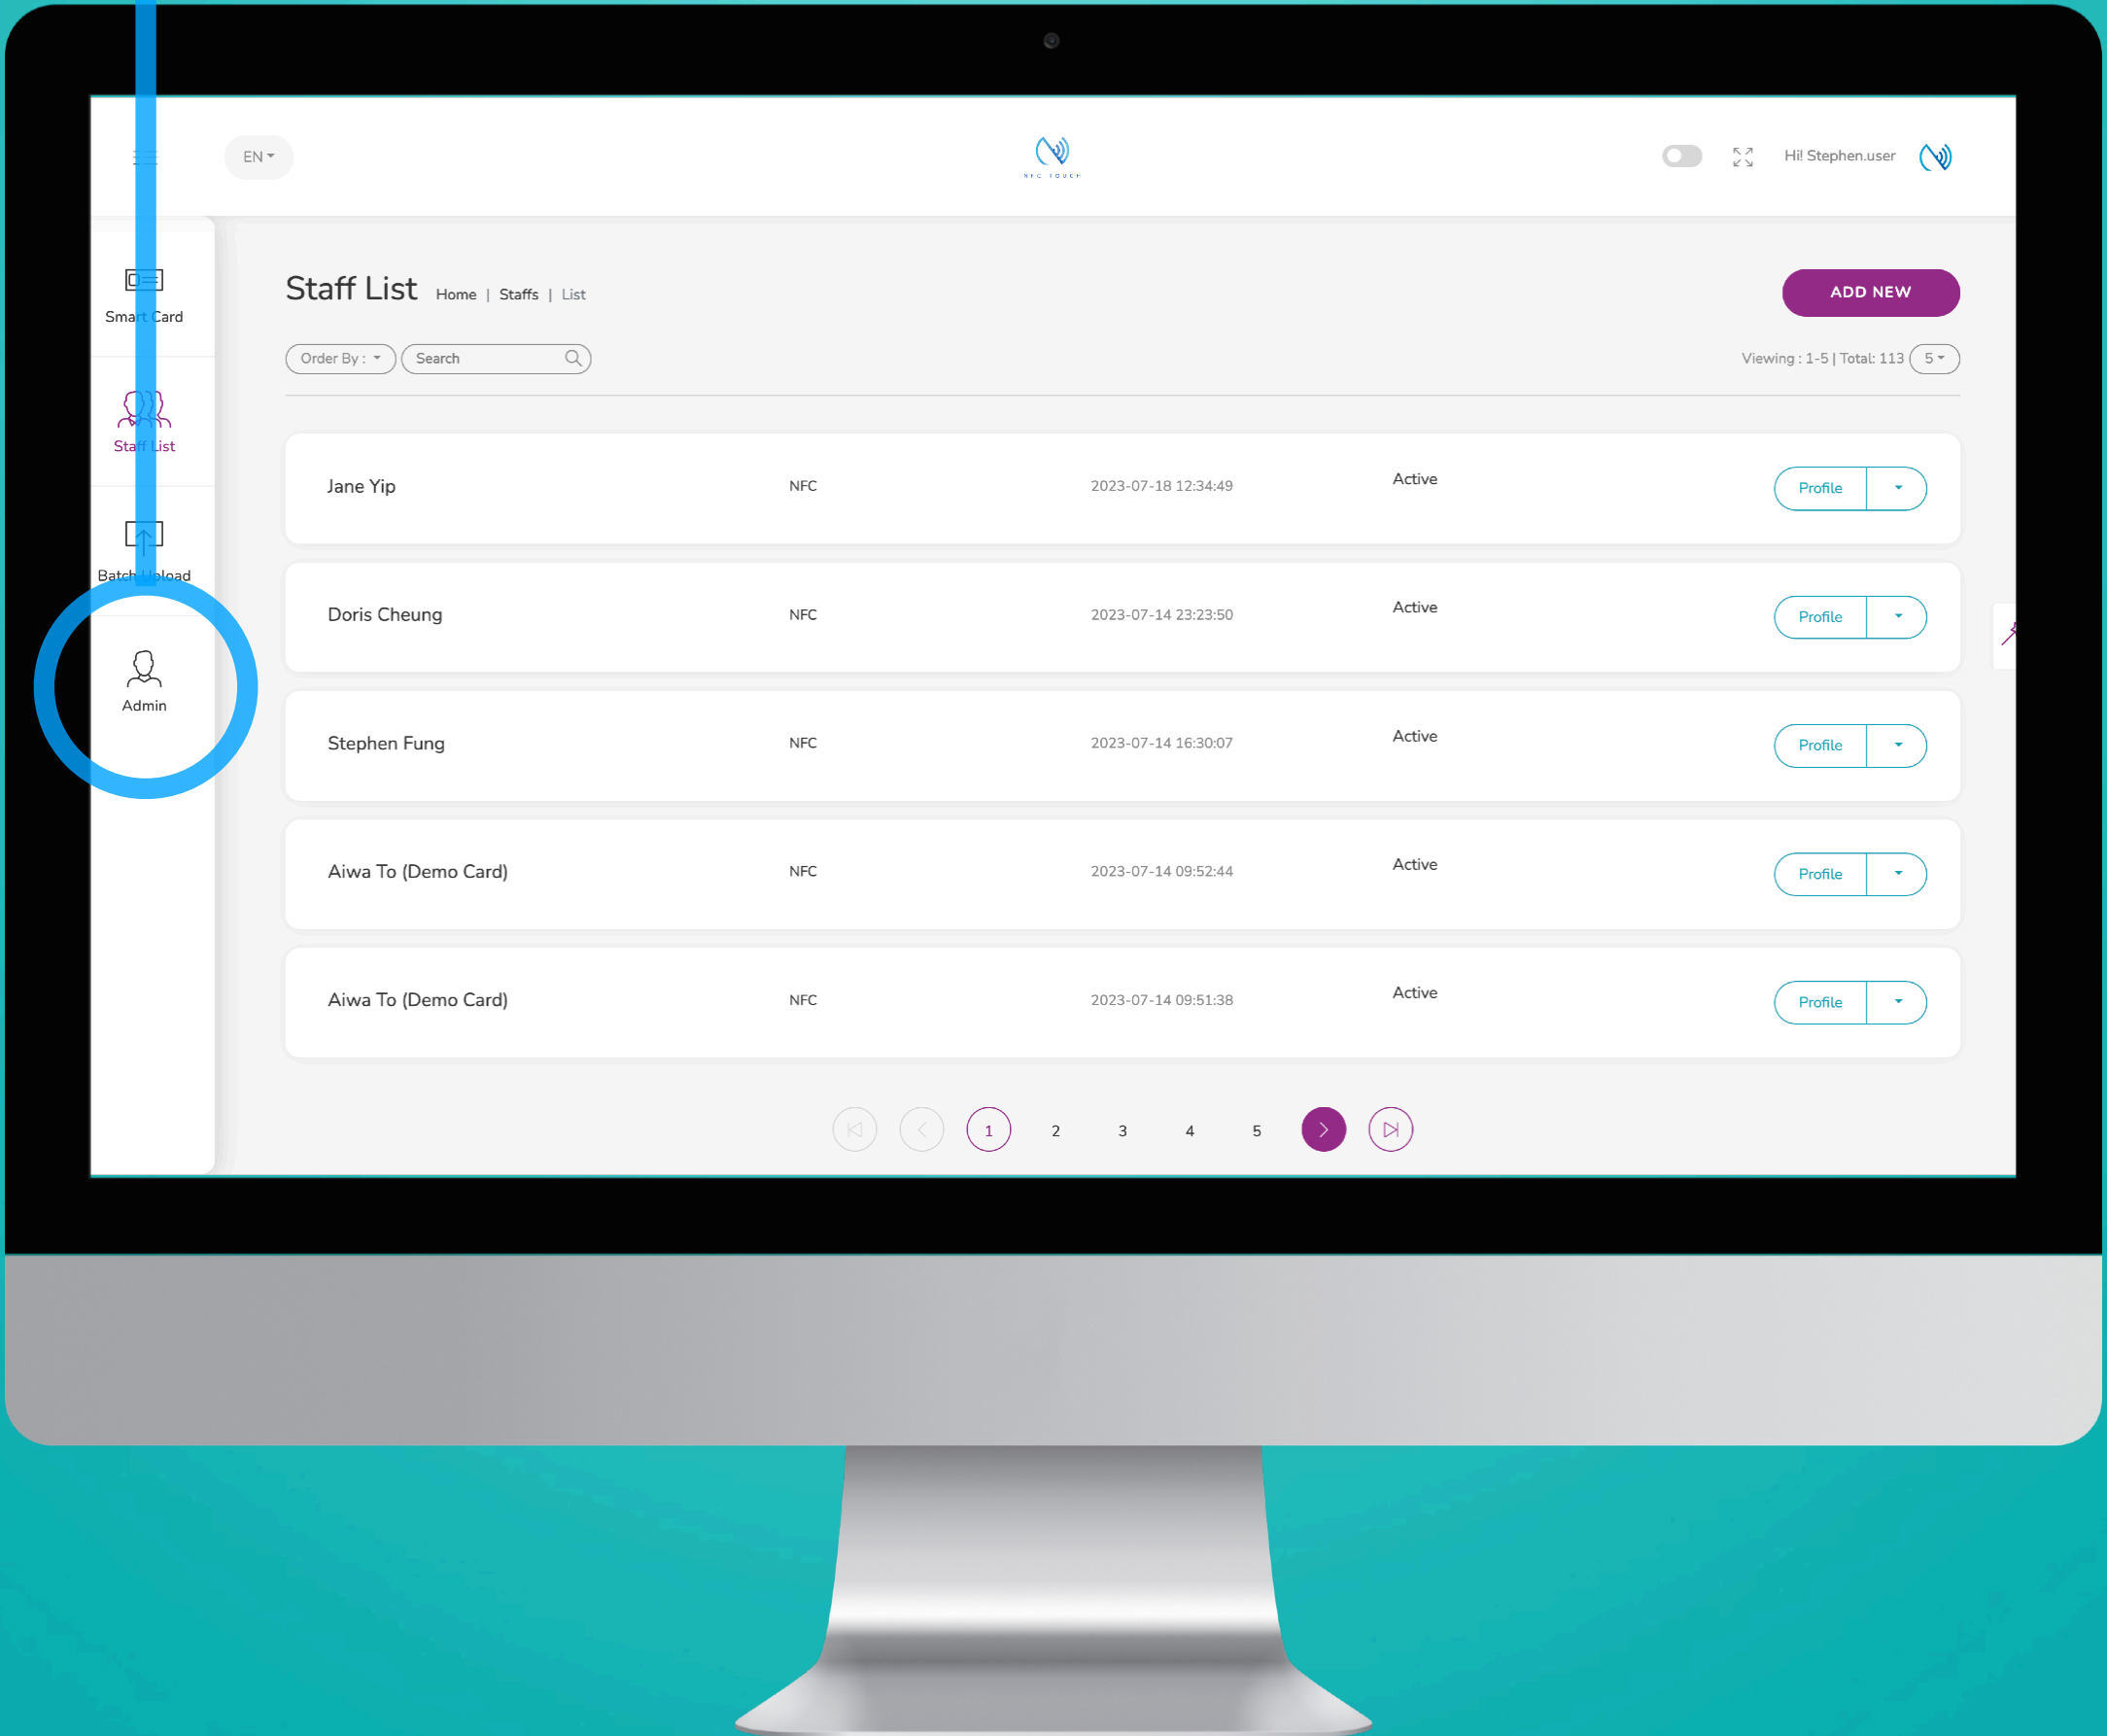 EN
NFC TOUCH
Hi! Stephen.user
Smart Card
Staff List
Batch Upload
Admin
Staff List Home | Staffs | List
ADD NEW
Order By : Search
Viewing : 1-5 | Total: 113 5
Jane Yip NFC 2023-07-18 12:34:49 Active Profile
Doris Cheung NFC 2023-07-14 23:23:50 Active Profile
Stephen Fung NFC 2023-07-14 16:30:07 Active Profile
Aiwa To (Demo Card) NFC 2023-07-14 09:52:44 Active Profile
Aiwa To (Demo Card) NFC 2023-07-14 09:51:38 Active Profile
1 2 3 4 5